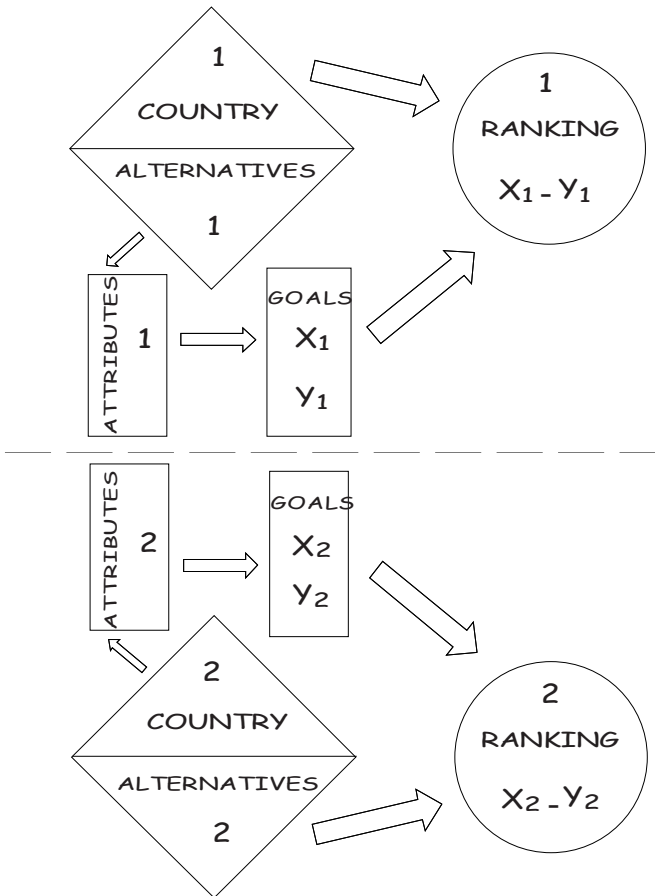 1
COUNTRY
ALTERNATIVES
1
ATTRIBUTES
1
GOALS
X1
Y1
1
RANKING
X1 - Y1
ATTRIBUTES
2
GOALS
X2
Y2
2
COUNTRY
ALTERNATIVES
2
2
RANKING
X2 - Y2